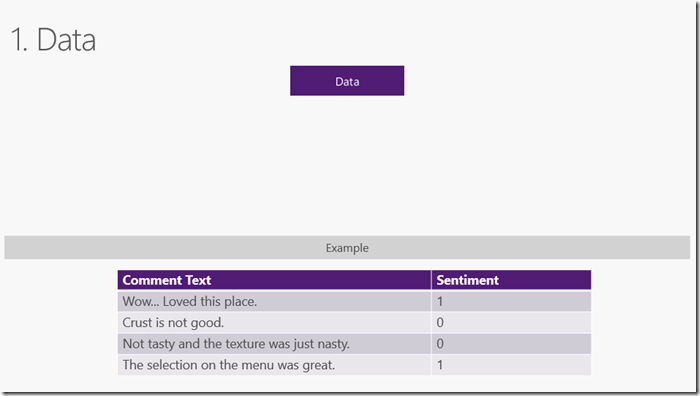 1. Data
Data
Example
Comment Text Sentiment
Wow... Loved this place. 1
Crust is not good. 0
Not tasty and the texture was just nasty. 0
The selection on the menu was great. 1